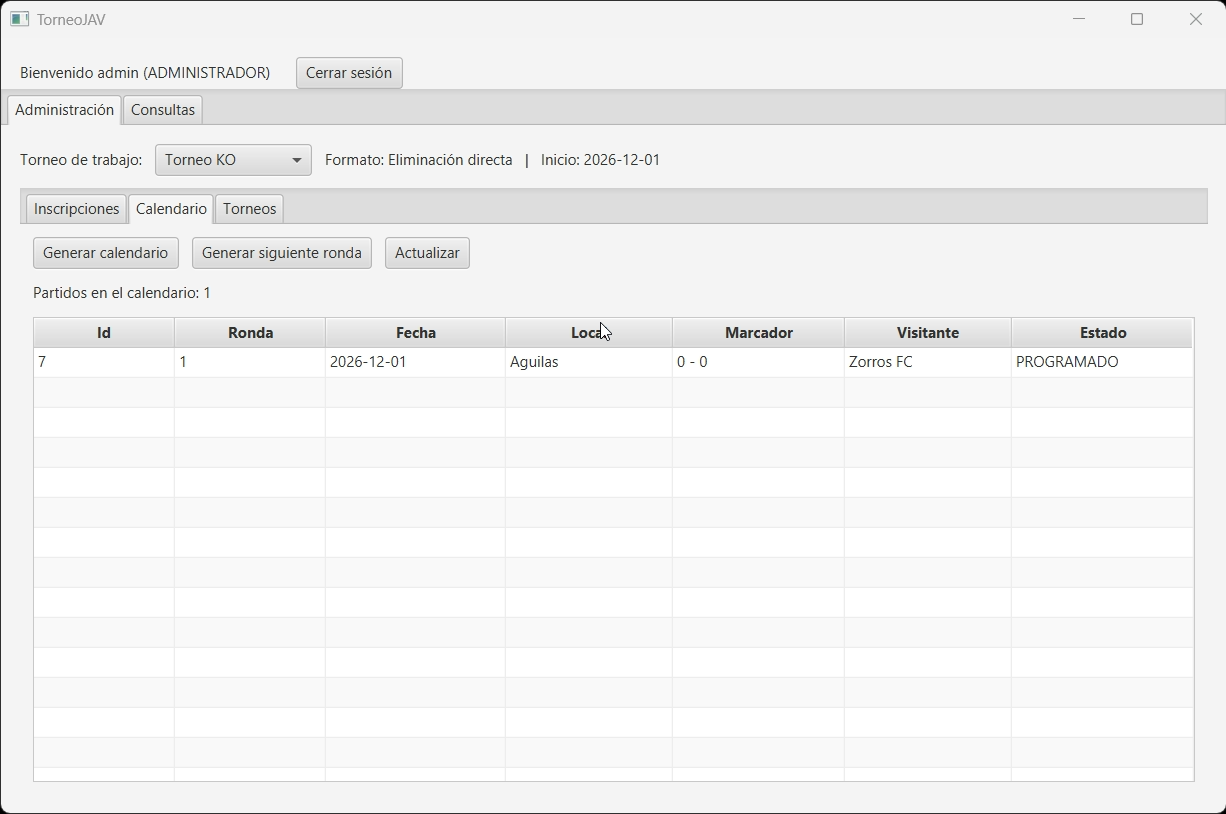 TorneoJAV
Bienvenido admin (ADMINISTRADOR) Cerrar sesión
Administración Consultas
Torneo de trabajo: Torneo KO Formato: Eliminación directa | Inicio: 2026-12-01
Inscripciones Calendario Torneos
Generar calendario Generar siguiente ronda Actualizar
Partidos en el calendario: 1
Id Ronda Fecha Local Marcador Visitante Estado
7 1 2026-12-01 Aguilas 0 - 0 Zorros FC PROGRAMADO